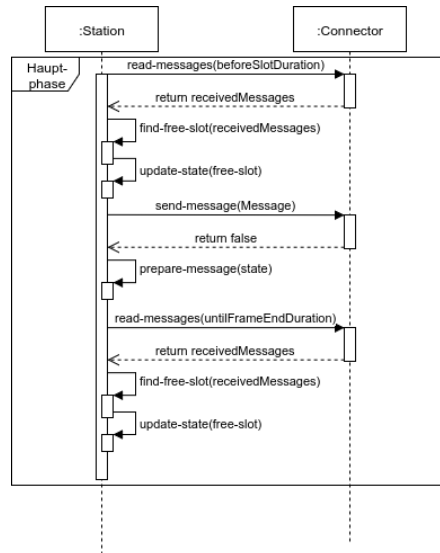 :Station
:Connector
Haupt-
phase
read-messages(beforeSlotDuration)
return receivedMessages
find-free-slot(receivedMessages)
update-state(free-slot)
send-message(Message)
return false
prepare-message(state)
read-messages(untilFrameEndDuration)
return receivedMessages
find-free-slot(receivedMessages)
update-state(free-slot)